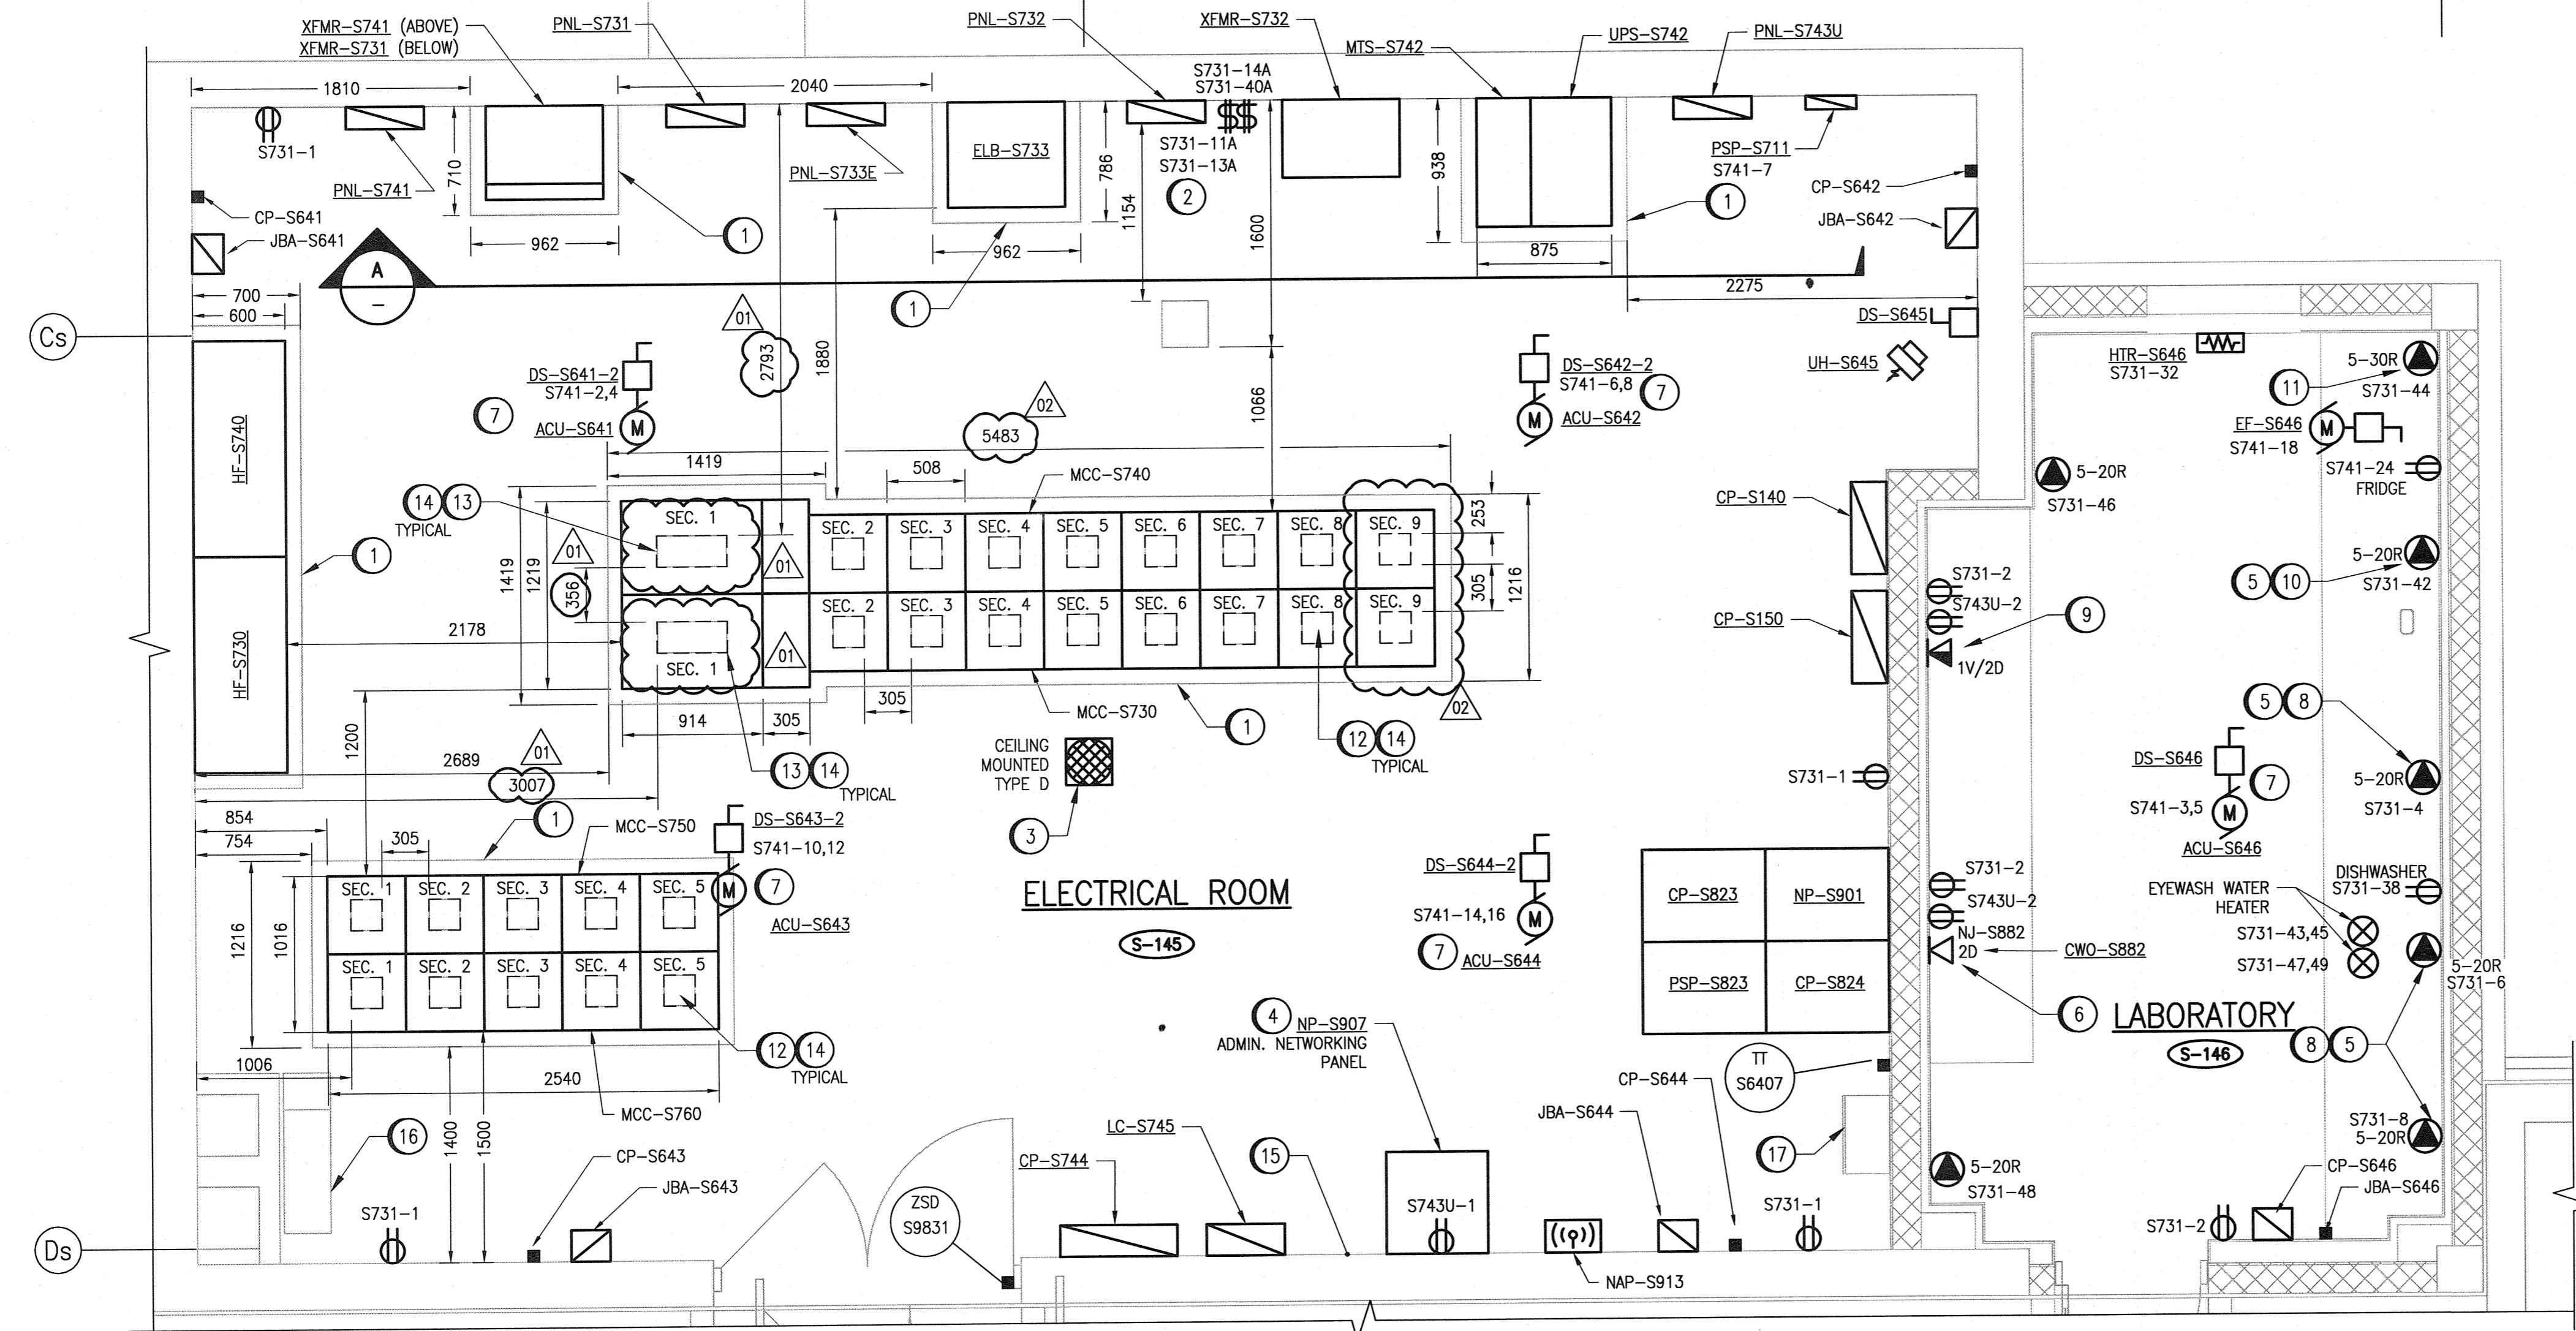 XFMR-S741 (ABOVE)
XFMR-S731 (BELOW)
PNL-S731
PNL-S732
XFMR-S732
MTS-S742
UPS-S742
PNL-S743U
1810
2040
S731-14A
S731-40A
S731-1
PNL-S741
710
962
1
PNL-S733E
ELB-S733
786
962
1
S731-11A
S731-13A
2
1154
1600
938
875
1
PSP-S711
S741-7
CP-S642
JBA-S642
2275
CP-S641
JBA-S641
A
–
700
600
Cs
HF-S740
HF-S730
1
01
2793
1880
DS-S641-2
S741-2,4
7
ACU-S641
02
5483
1066
DS-S642-2
S741-6,8
7
ACU-S642
DS-S645
UH-S645
HTR-S646
S731-32
5-30R
11
S731-44
EF-S646
S741-18
S741-24
FRIDGE
5-20R
S731-46
1419
508
MCC-S740
14
13
TYPICAL
SEC. 1
SEC. 2
SEC. 3
SEC. 4
SEC. 5
SEC. 6
SEC. 7
SEC. 8
SEC. 9
253
01
01
1419
1219
356
305
1216
SEC. 2
SEC. 3
SEC. 4
SEC. 5
SEC. 6
SEC. 7
SEC. 8
SEC. 9
SEC. 1
01
2178
914
305
305
MCC-S730
1
02
12
14
TYPICAL
13
14
TYPICAL
CEILING
MOUNTED
TYPE D
3
CP-S140
CP-S150
S731-2
S743U-2
9
1V/2D
5-20R
5
10
S731-42
5
8
5-20R
S731-4
DS-S646
7
S741-3,5
ACU-S646
S731-1
1200
2689
01
3007
1
854
754
305
MCC-S750
DS-S643-2
S741-10,12
7
ACU-S643
SEC. 1
SEC. 2
SEC. 3
SEC. 4
SEC. 5
1216
1016
SEC. 1
SEC. 2
SEC. 3
SEC. 4
SEC. 5
12
14
TYPICAL
1006
2540
MCC-S760
1400
1500
ELECTRICAL ROOM
S-145
DS-S644-2
S741-14,16
7
ACU-S644
CP-S823
NP-S901
PSP-S823
CP-S824
S731-2
S743U-2
NJ-S882
2D
CWO-S882
6
DISHWASHER
S731-38
EYEWASH WATER
HEATER
S731-43,45
S731-47,49
5-20R
S731-6
LABORATORY
S-146
8
5
S731-8
5-20R
4
NP-S907
ADMIN. NETWORKING
PANEL
TT
S6407
CP-S644
JBA-S644
17
16
CP-S643
JBA-S643
S731-1
Ds
ZSD
S9831
CP-S744
LC-S745
15
S743U-1
NAP-S913
S731-1
5-20R
S731-48
S731-2
CP-S646
JBA-S646